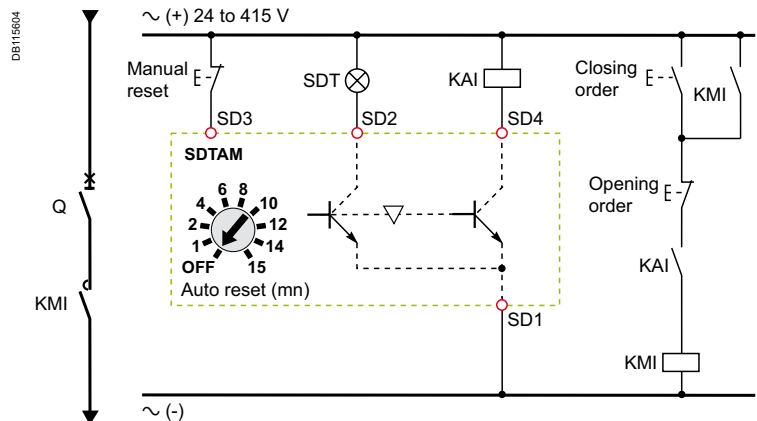 DB115604
∼ (+) 24 to 415 V
Manual
reset
SDT
KAI
Closing
order
KMI
SD3
SD2
SD4
SDTAM
Q
KMI
OFF
1
2
4
6
8
10
12
14
15
Auto reset (mn)
Opening
order
KAI
SD1
KMI
∼ (-)